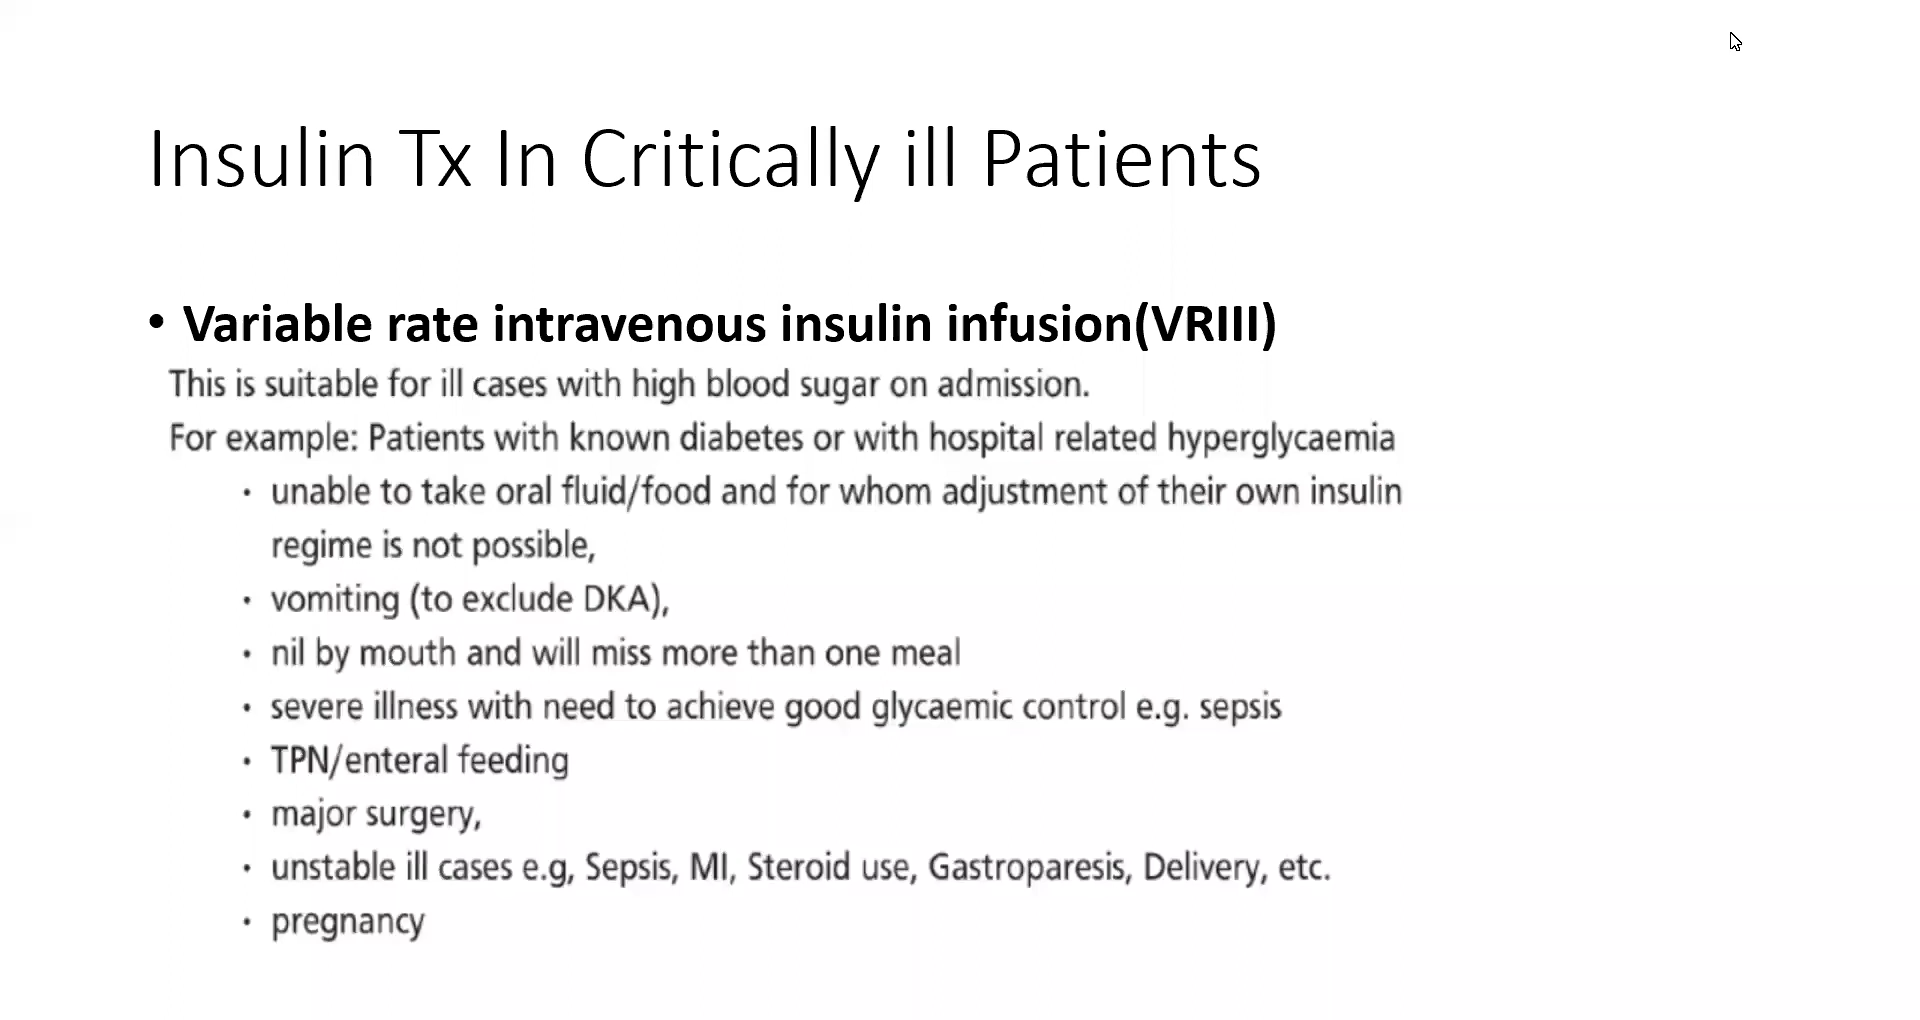 Insulin Tx In Critically ill Patients
• Variable rate intravenous insulin infusion(VRIII)
This is suitable for ill cases with high blood sugar on admission.
For example: Patients with known diabetes or with hospital related hyperglycaemia
• unable to take oral fluid/food and for whom adjustment of their own insulin
regime is not possible,
• vomiting (to exclude DKA),
• nil by mouth and will miss more than one meal
• severe illness with need to achieve good glycaemic control e.g. sepsis
• TPN/enteral feeding
• major surgery,
• unstable ill cases e.g, Sepsis, MI, Steroid use, Gastroparesis, Delivery, etc.
• pregnancy